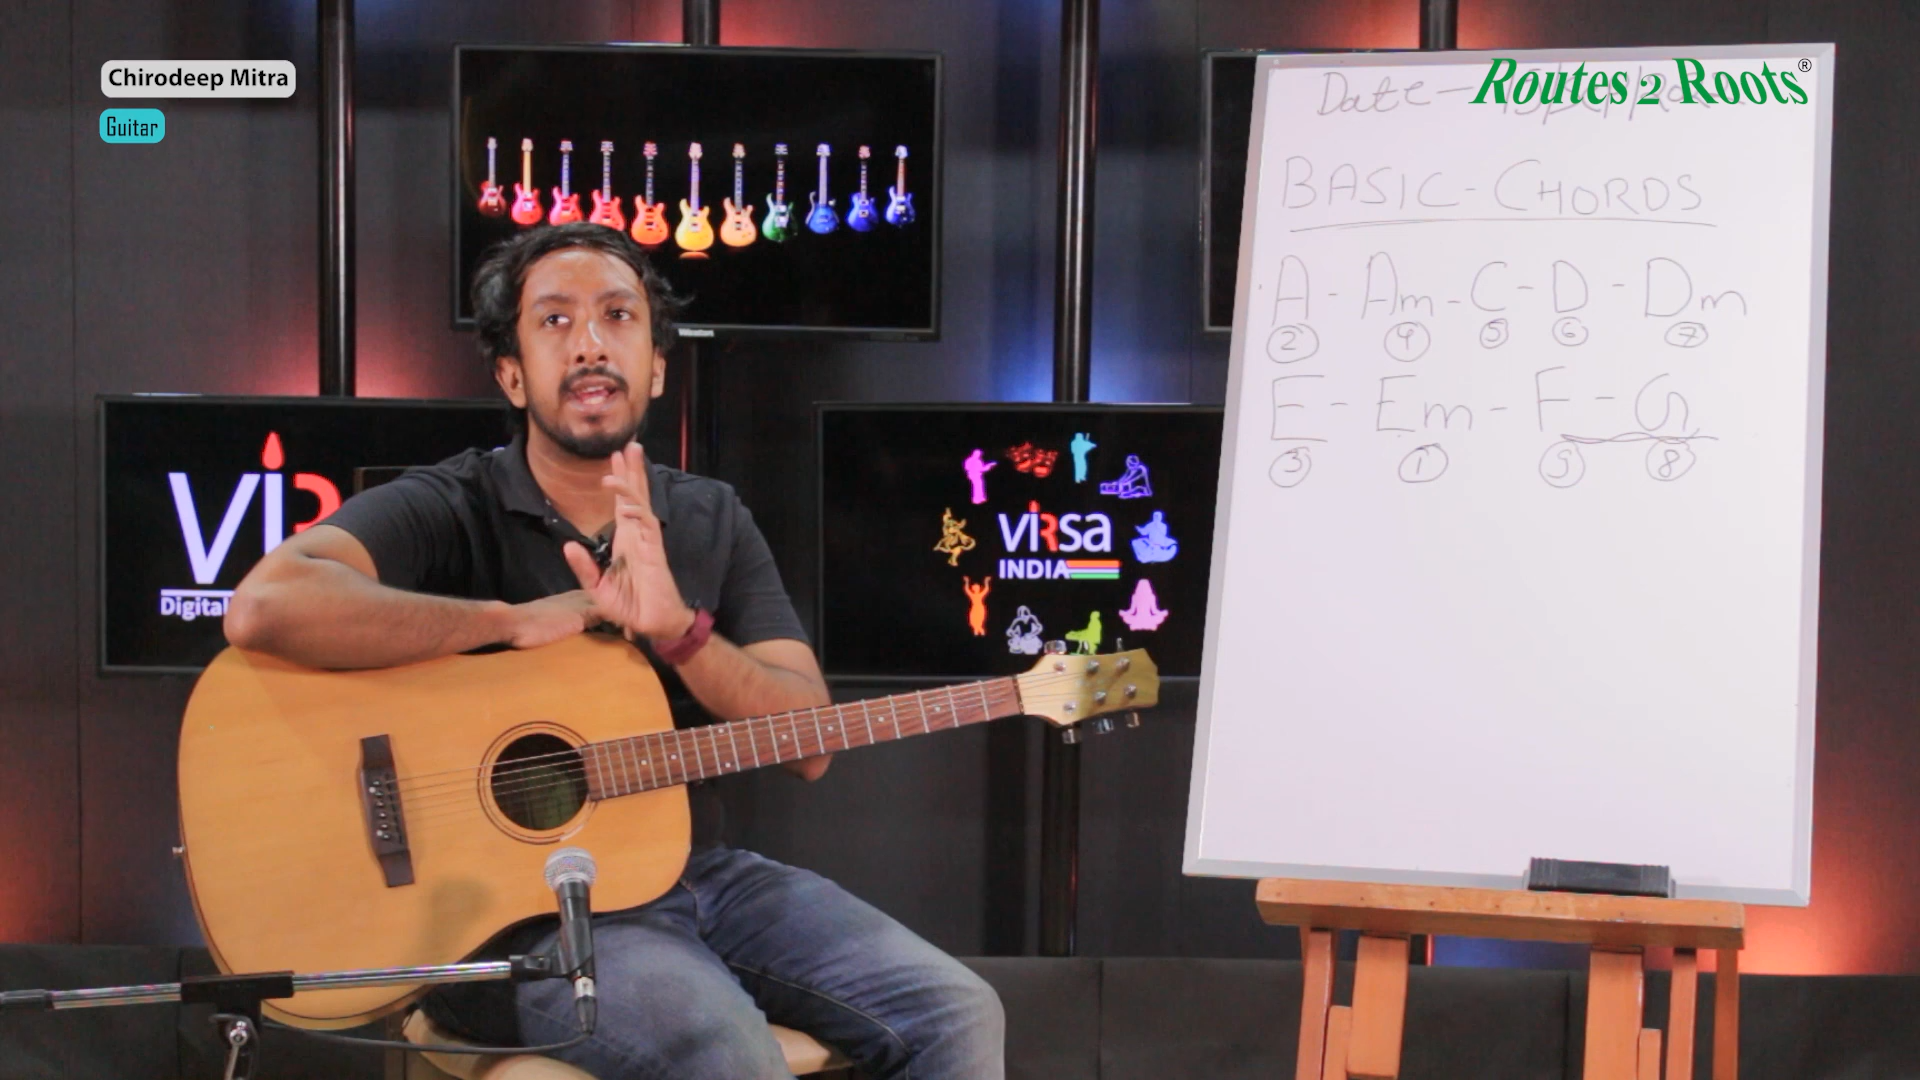 Chirodeep Mitra
Guitar
Routes 2 Roots®
Date -
BASIC - CHORDS
A - Am - C - D - Dm
2 4 5 6 7
E - Em - F - G
3 1 9 8
VIR
Digital
VIRSA
INDIA